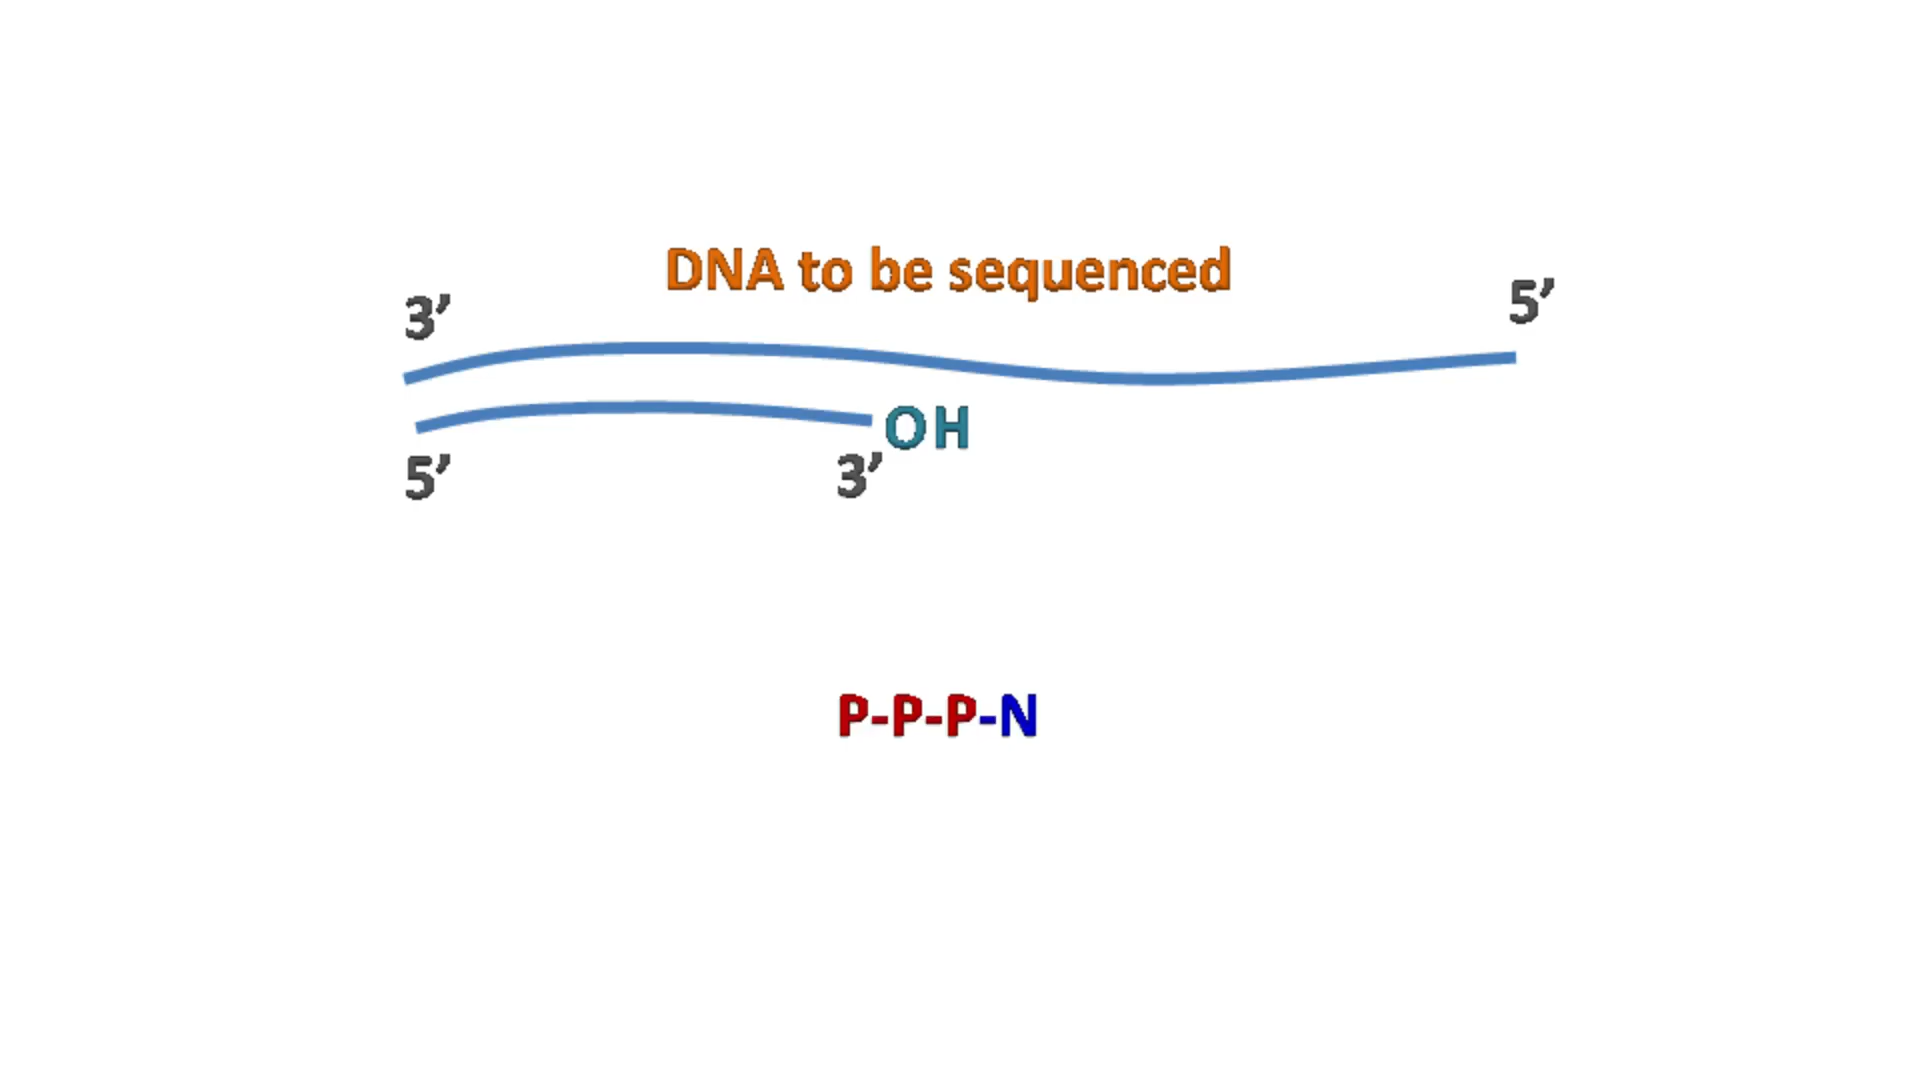 DNA to be sequenced
3’
5’
OH
5’
3’
P-P-P-N